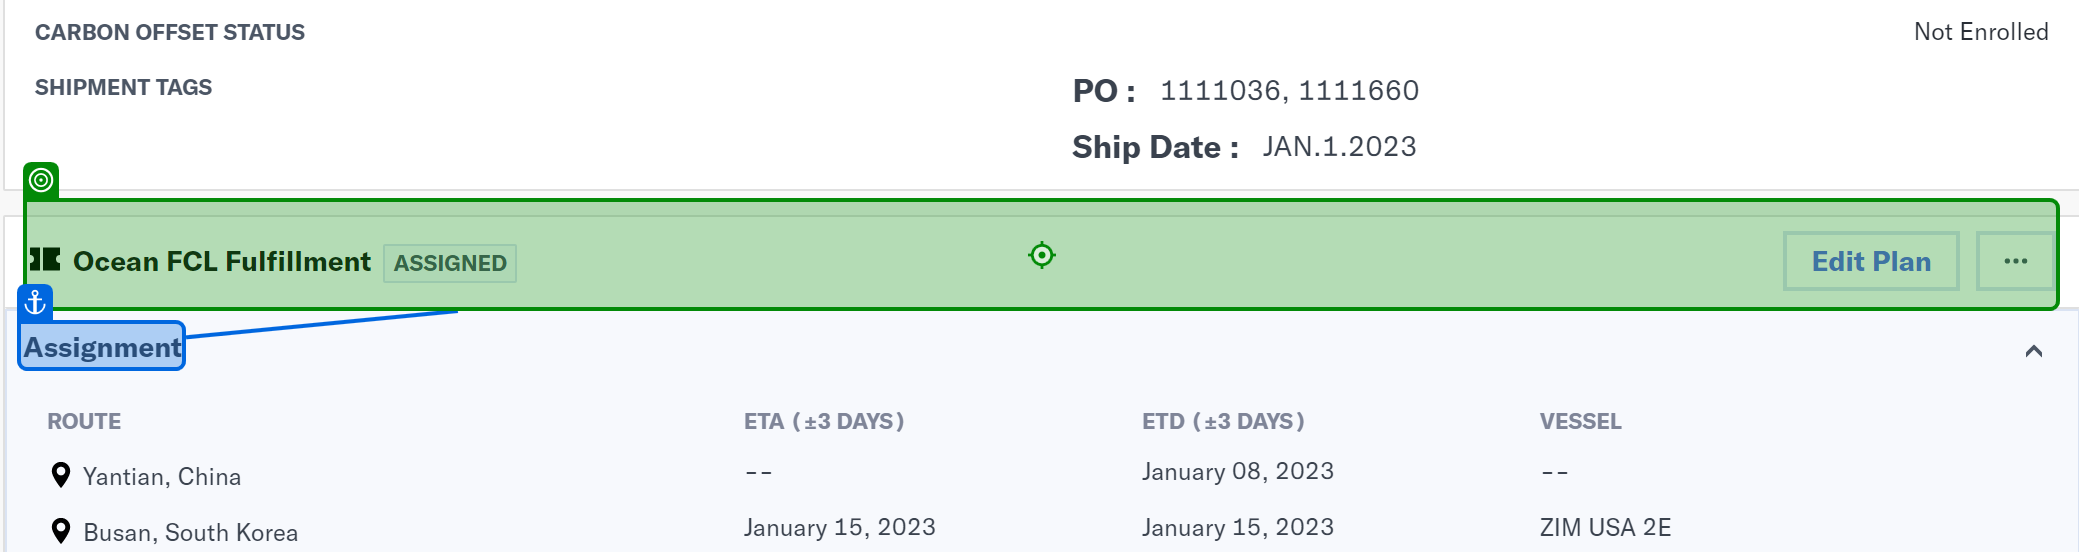 CARBON OFFSET STATUS Not Enrolled
SHIPMENT TAGS PO : 1111036, 1111660
Ship Date : JAN.1.2023
Ocean FCL Fulfillment ASSIGNED Edit Plan ...
Assignment
ROUTE ETA (±3 DAYS) ETD (±3 DAYS) VESSEL
Yantian, China -- January 08, 2023 --
Busan, South Korea January 15, 2023 January 15, 2023 ZIM USA 2E